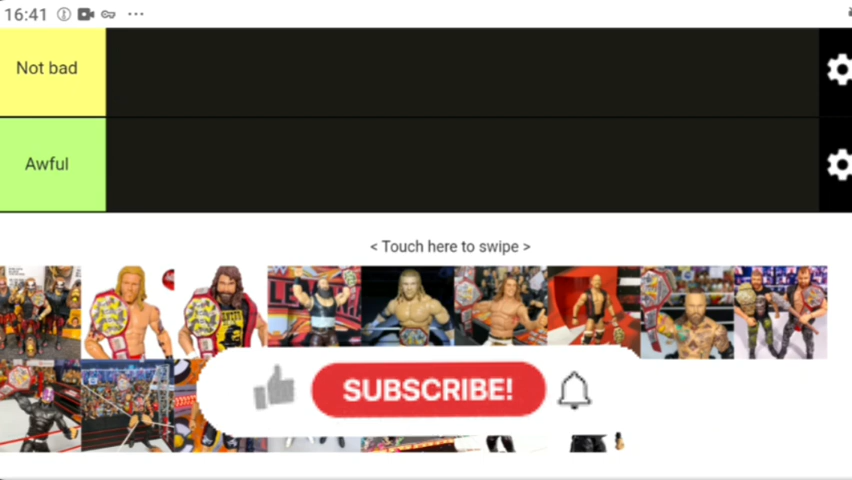 16:41
Not bad
Awful
< Touch here to swipe >
SUBSCRIBE!